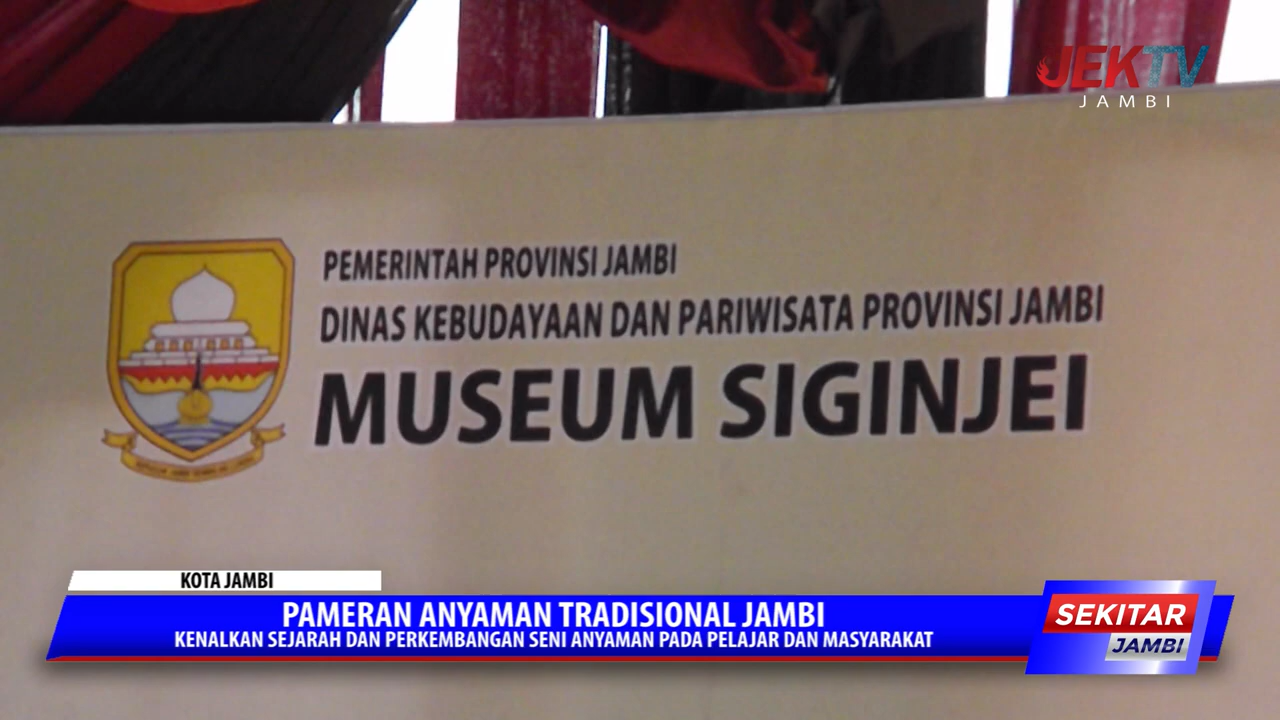 JEKTV
JAMBI
PEMERINTAH PROVINSI JAMBI
DINAS KEBUDAYAAN DAN PARIWISATA PROVINSI JAMBI
MUSEUM SIGINJEI
KOTA JAMBI
PAMERAN ANYAMAN TRADISIONAL JAMBI
KENALKAN SEJARAH DAN PERKEMBANGAN SENI ANYAMAN PADA PELAJAR DAN MASYARAKAT
SEKITAR
JAMBI